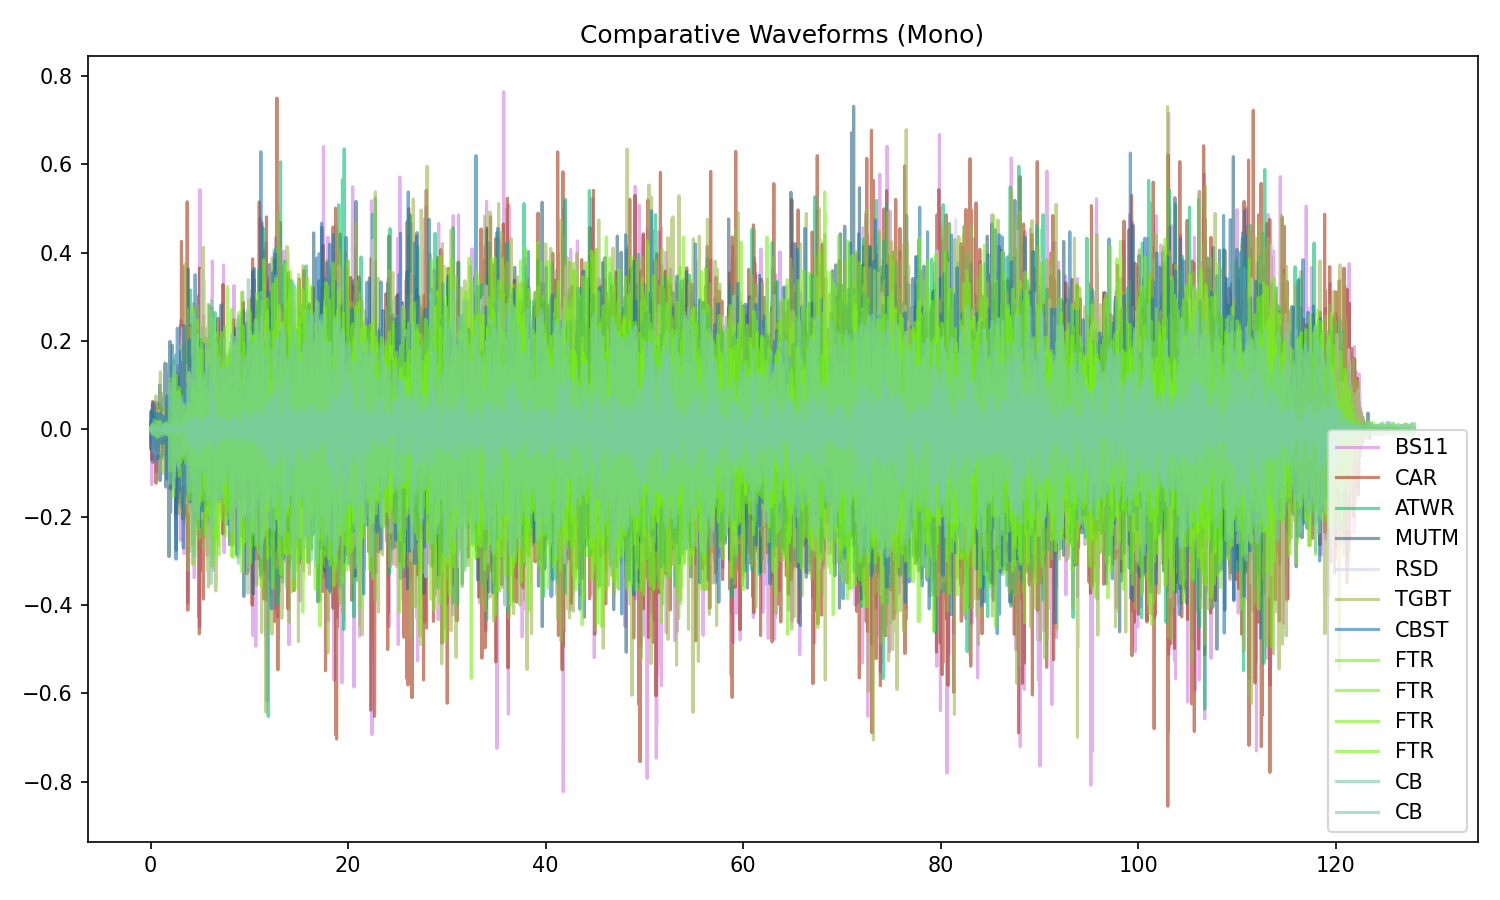 Comparative Waveforms (Mono)
0.8
0.6
0.4
0.2
0.0
−0.2
−0.4
−0.6
−0.8
0 20 40 60 80 100 120
BS11
CAR
ATWR
MUTM
RSD
TGBT
CBST
FTR
FTR
FTR
FTR
CB
CB